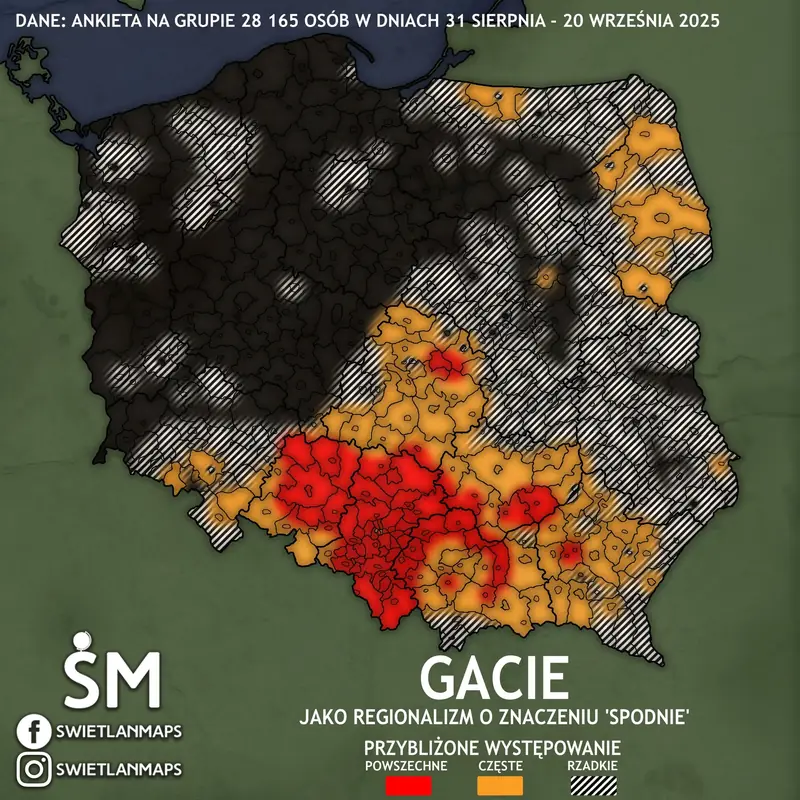 DANE: ANKIETA NA GRUPIE 28 165 OSÓB W DNIACH 31 SIERPNIA - 20 WRZEŚNIA 2025
ŚM
SWIETLANMAPS
SWIETLANMAPS
GACIE
JAKO REGIONALIZM O ZNACZENIU 'SPODNIE'
PRZYBLIŻONE WYSTĘPOWANIE
POWSZECHNE CZĘSTE RZADKIE